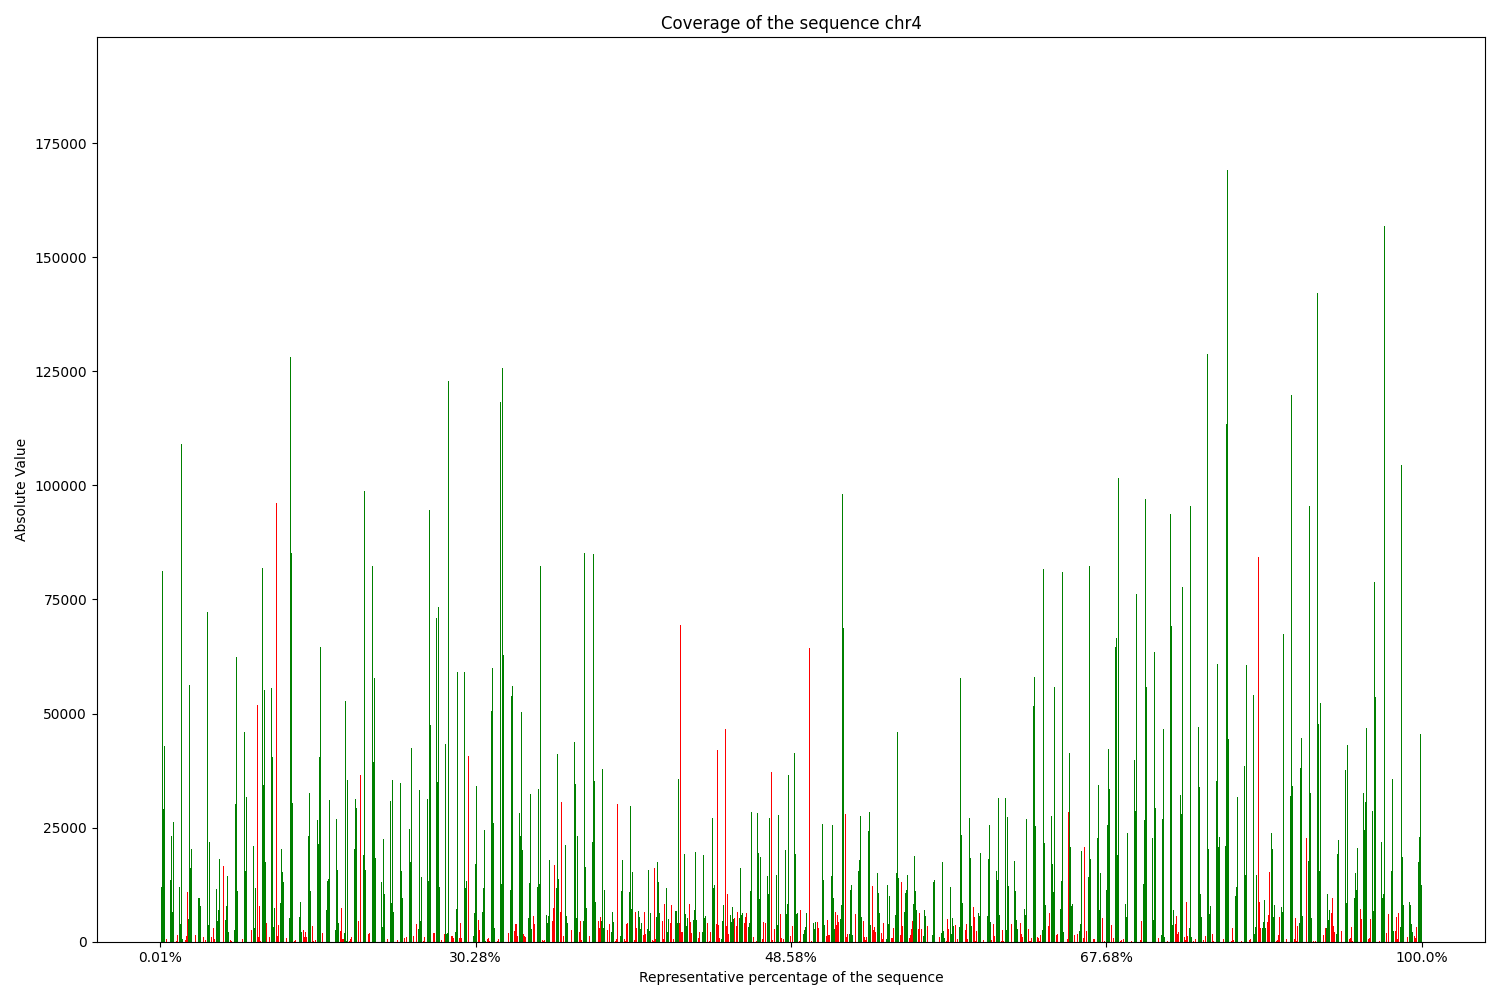 Coverage of the sequence chr4
175000
150000
125000
100000
75000
50000
25000
0
Absolute Value
0.01% 30.28% 48.58% 67.68% 100.0%
Representative percentage of the sequence